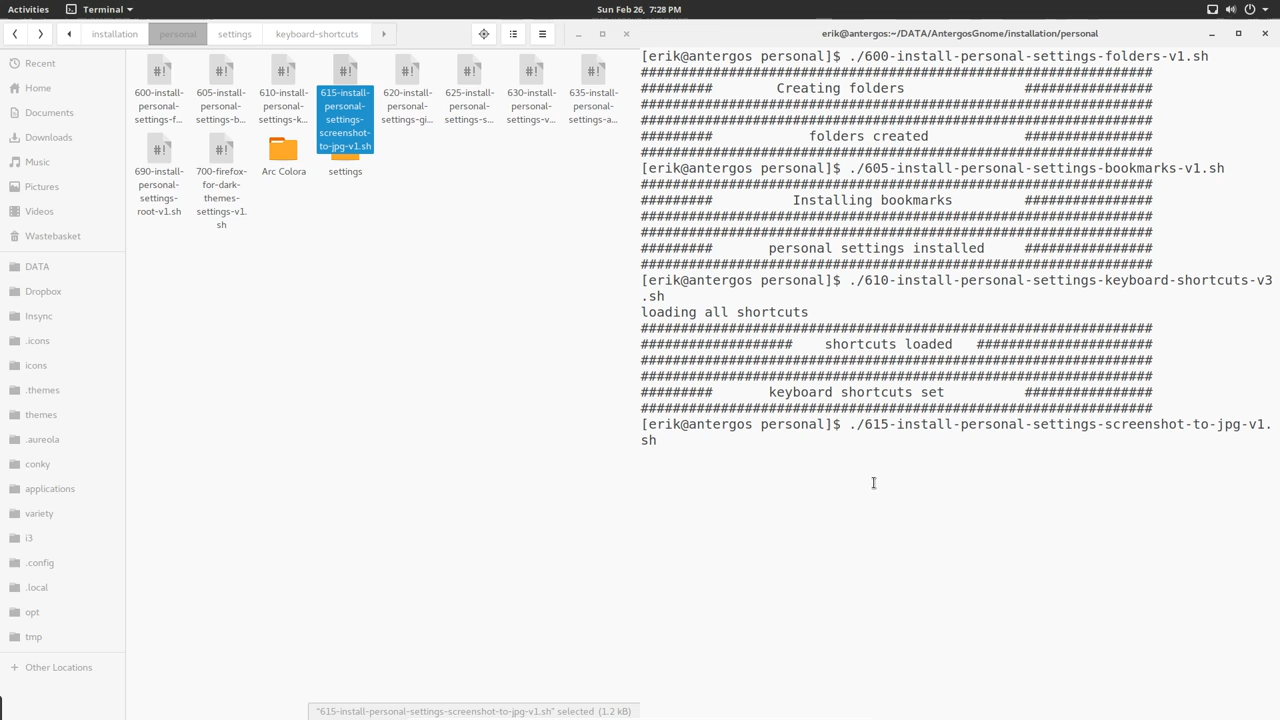 Activities
Terminal
Sun Feb 26, 7:28 PM
installation
personal
settings
keyboard-shortcuts
Recent
Home
Documents
Downloads
Music
Pictures
Videos
Wastebasket
DATA
Dropbox
Insync
.icons
icons
.themes
themes
.aureola
conky
applications
variety
i3
.config
.local
opt
tmp
+ Other Locations
#!
600-install-
personal-
settings-f...
#!
605-install-
personal-
settings-b...
#!
610-install-
personal-
settings-k...
#!
615-install-
personal-
settings-
screenshot-
to-jpg-v1.sh
#!
620-install-
personal-
settings-gi...
#!
625-install-
personal-
settings-s...
#!
630-install-
personal-
settings-v...
#!
635-install-
personal-
settings-a...
#!
690-install-
personal-
settings-
root-v1.sh
#!
700-firefox-
for-dark-
themes-
settings-v1.
sh
Arc Colora
settings
"615-install-personal-settings-screenshot-to-jpg-v1.sh" selected (1.2 kB)
erik@antergos:~/DATA/AntergosGnome/installation/personal
[erik@antergos personal]$ ./600-install-personal-settings-folders-v1.sh
################################################################
#########        Creating folders               ################
################################################################
################################################################
#########            folders created            ################
################################################################
[erik@antergos personal]$ ./605-install-personal-settings-bookmarks-v1.sh
################################################################
#########          Installing bookmarks         ################
################################################################
################################################################
#########       personal settings installed     ################
################################################################
[erik@antergos personal]$ ./610-install-personal-settings-keyboard-shortcuts-v3
.sh
loading all shortcuts
################################################################
###################    shortcuts loaded   ######################
################################################################
################################################################
#########       keyboard shortcuts set          ################
################################################################
[erik@antergos personal]$ ./615-install-personal-settings-screenshot-to-jpg-v1.
sh